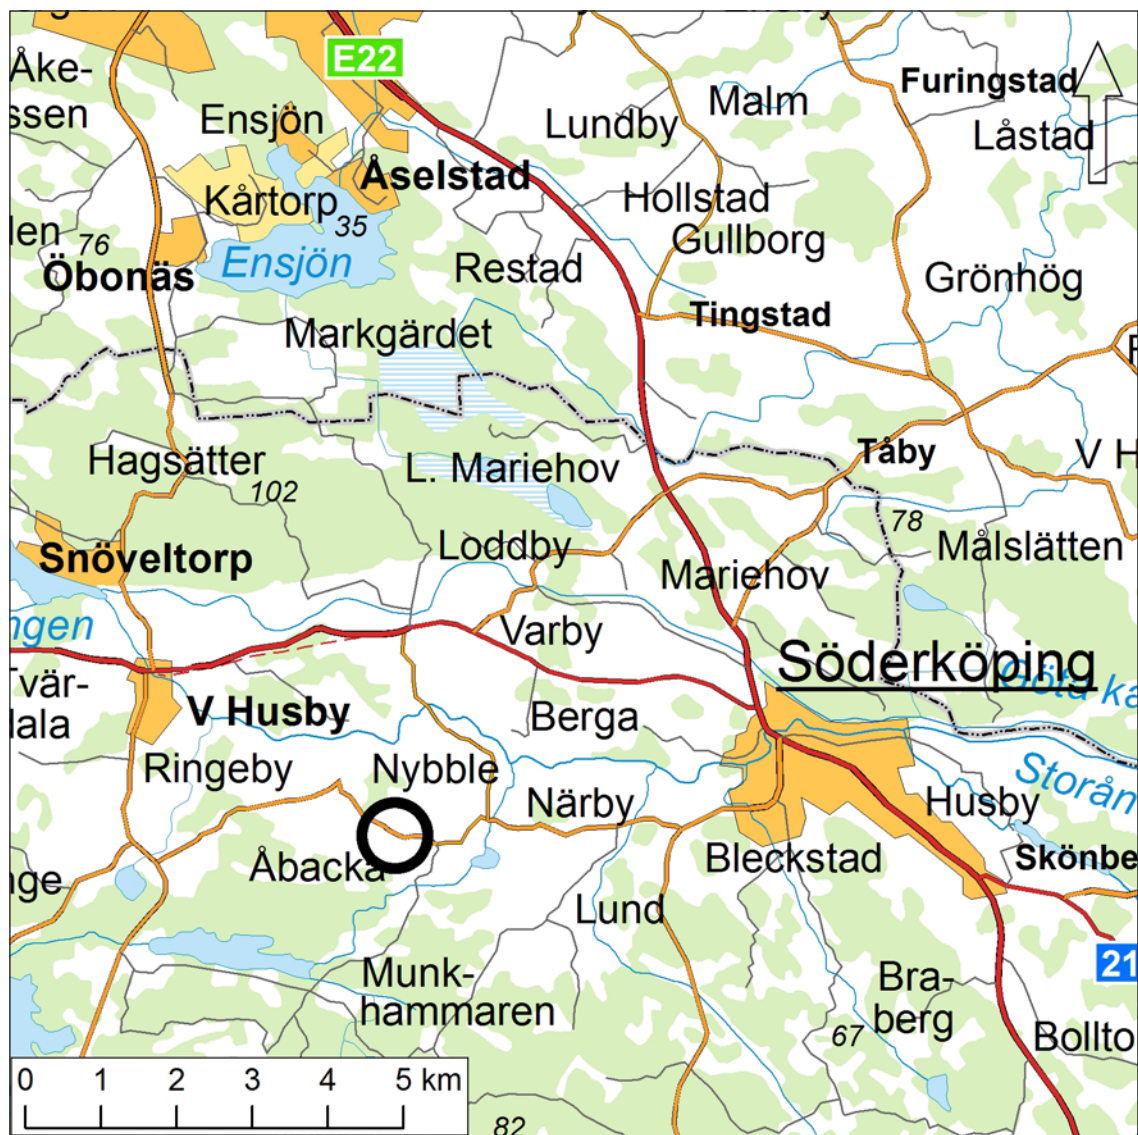 E22
Furingstad
Åke-
ssen
Malm
Ensjön
Lundby
Låstad
Åselstad
Kårtorp
35
Hollstad
Gullborg
len
76
Öbonäs
Ensjön
Restad
Grönhög
Tingstad
Markgärdet
Hagsätter
102
L. Mariehov
Tåby
V H
78
Snöveltorp
Loddby
Målslätten
Mariehov
ngen
Varby
Söderköping
Göta ka
Tvär-
lala
V Husby
Berga
Ringeby
Nybble
Närby
Storån
Husby
Åbacka
Bleckstad
Skönbe
nge
Lund
21
Munk-
hammaren
Bra-
berg
67
Bollto
0 1 2 3 4 5 km
82